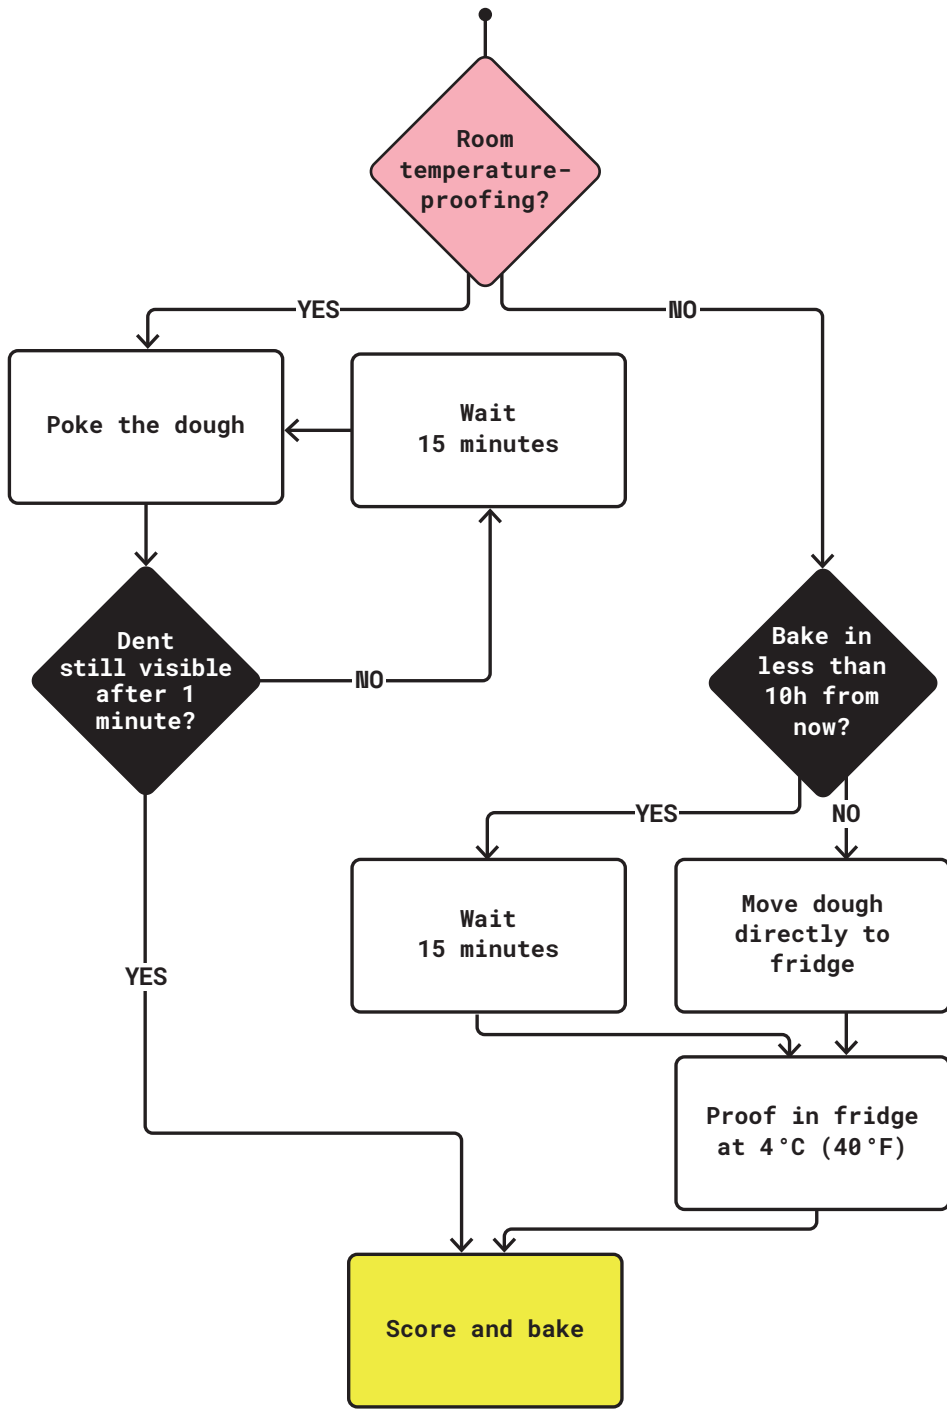 Room
temperature-
proofing?
YES
NO
Poke the dough
Wait
15 minutes
Dent
still visible
after 1
minute?
NO
Bake in
less than
10h from
now?
YES
NO
Wait
15 minutes
Move dough
directly to
fridge
YES
Proof in fridge
at 4°C (40°F)
Score and bake